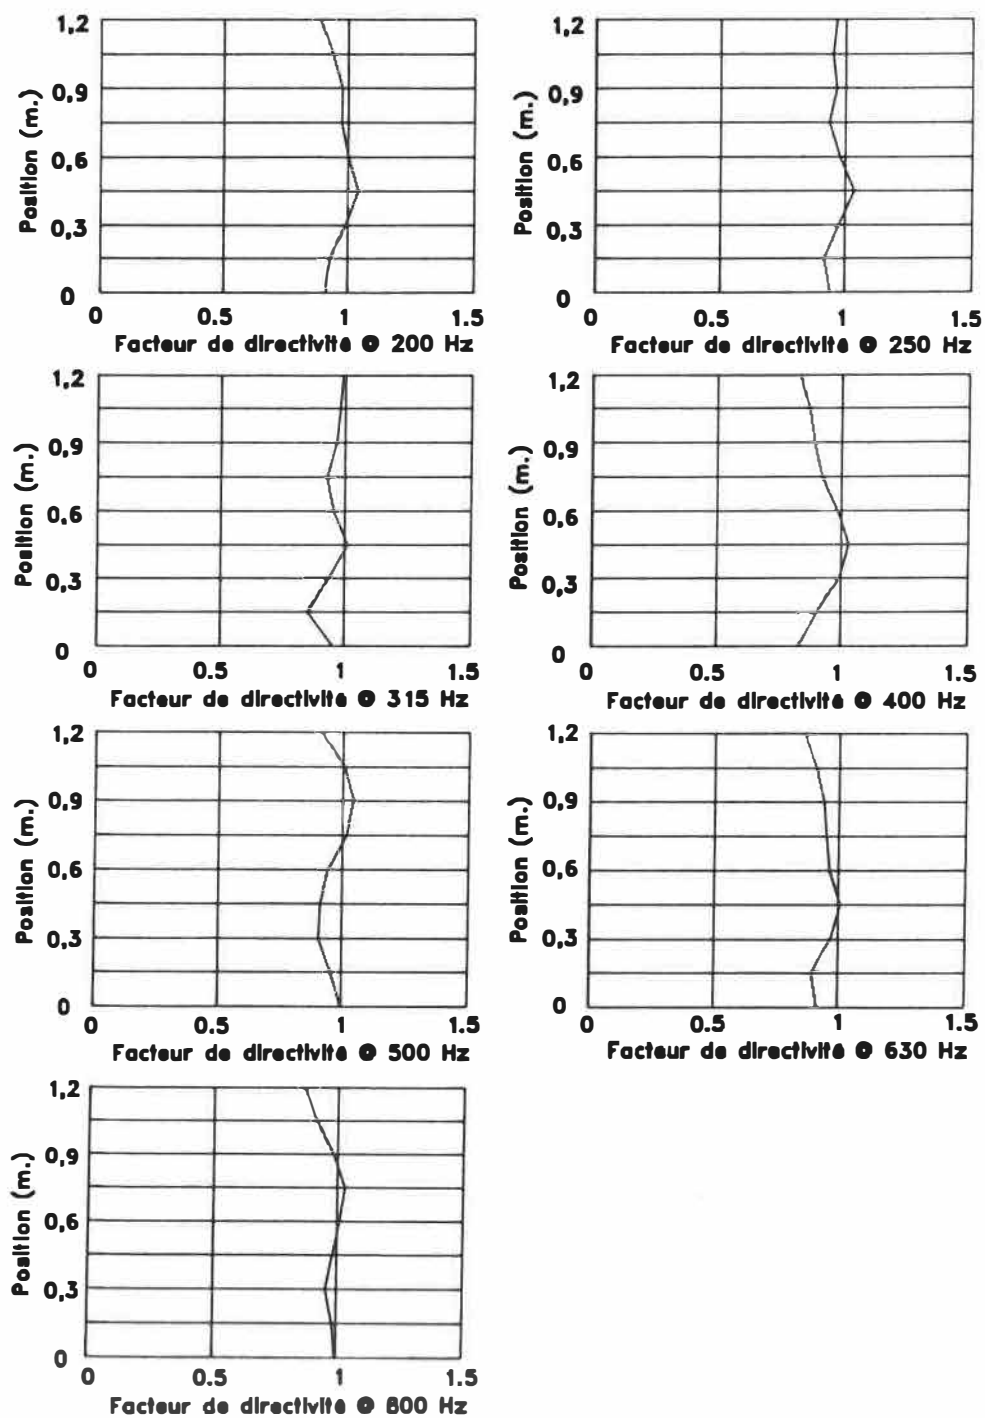 1,2
0,9
0,6
0,3
0
Position (m.)
0 0.5 1 1.5
Facteur de directivité @ 200 Hz
1,2
0,9
0,6
0,3
0
Position (m.)
0 0.5 1 1.5
Facteur de directivité @ 250 Hz
1,2
0,9
0,6
0,3
0
Position (m.)
0 0.5 1 1.5
Facteur de directivité @ 315 Hz
1,2
0,9
0,6
0,3
0
Position (m.)
0 0.5 1 1.5
Facteur de directivité @ 400 Hz
1,2
0,9
0,6
0,3
0
Position (m.)
0 0.5 1 1.5
Facteur de directivité @ 500 Hz
1,2
0,9
0,6
0,3
0
Position (m.)
0 0.5 1 1.5
Facteur de directivité @ 630 Hz
1,2
0,9
0,6
0,3
0
Position (m.)
0 0.5 1 1.5
Facteur de directivité @ 800 Hz